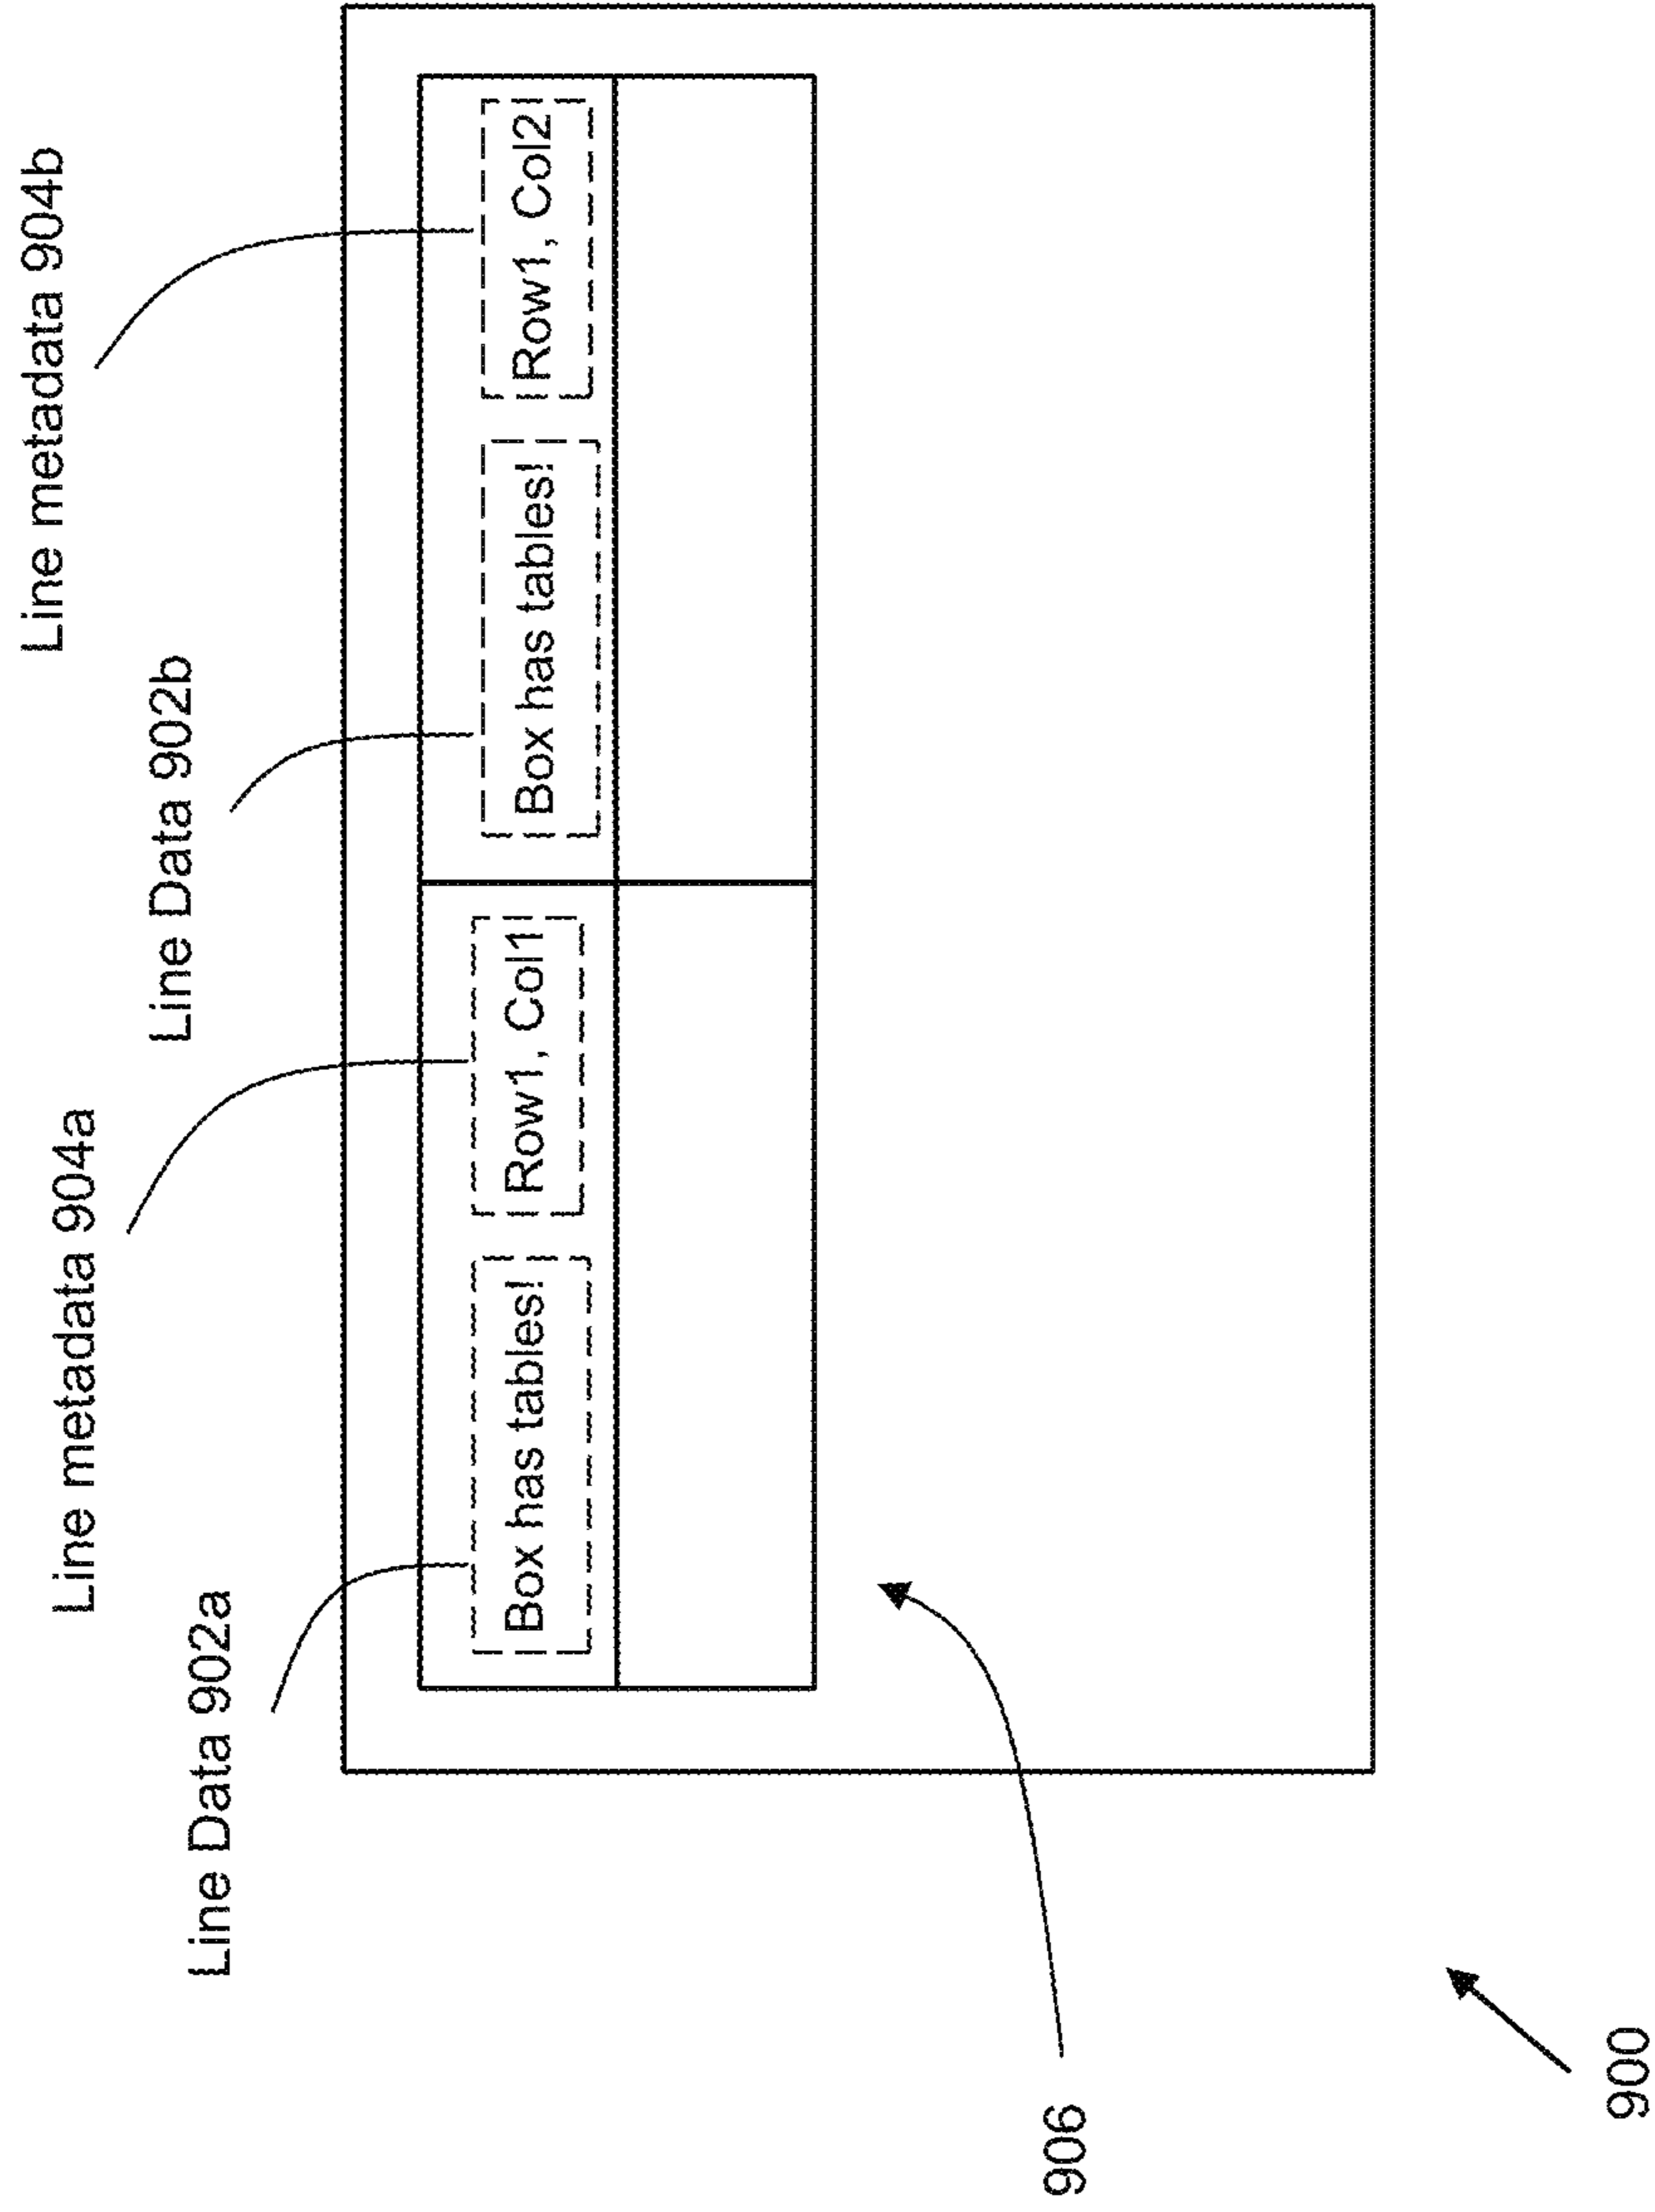 Line metadata 904b
Line metadata 904a
Line Data 902b
Line Data 902a
Box has tables!
Row1, Col1
Box has tables!
Row1, Col2
906
900